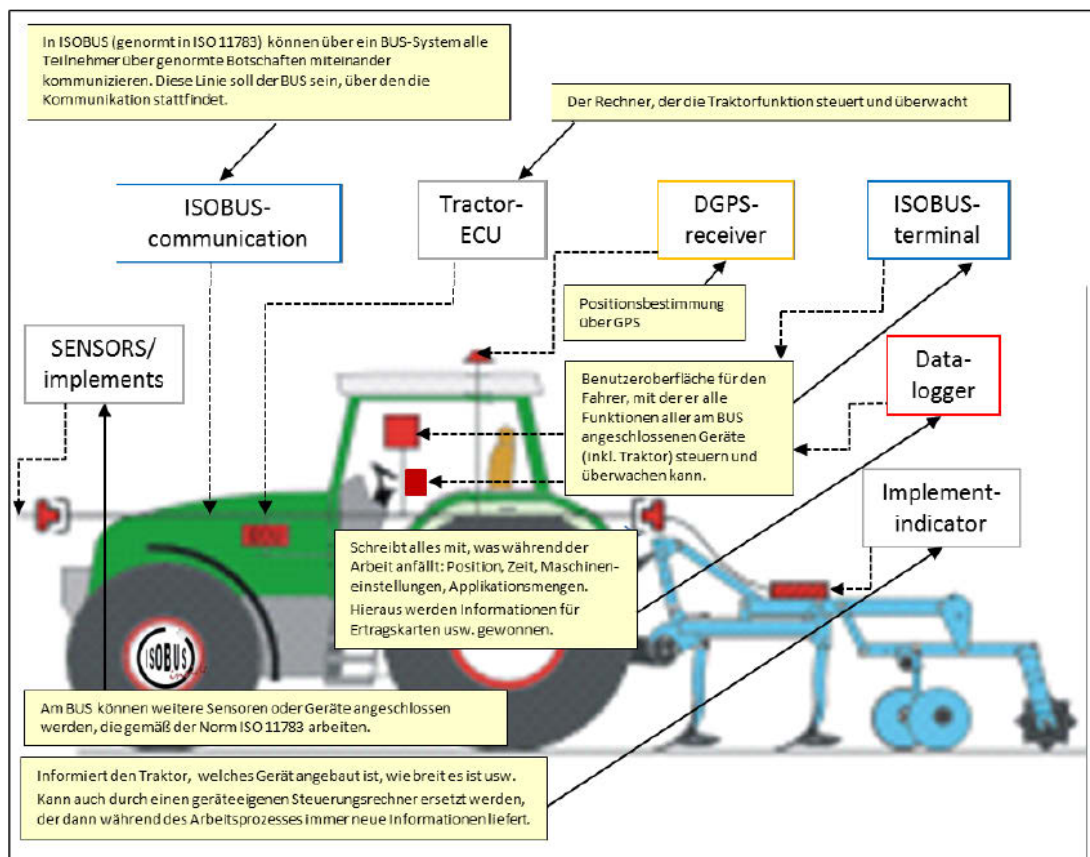 In ISOBUS (genormt in ISO 11783) können über ein BUS-System alle
Teilnehmer über genormte Botschaften miteinander
kommunizieren. Diese Linie soll der BUS sein, über den die
Kommunikation stattfindet.
Der Rechner, der die Traktorfunktion steuert und überwacht
ISOBUS-
communication
Tractor-
ECU
DGPS-
receiver
ISOBUS-
terminal
Positionsbestimmung
über GPS
SENSORS/
implements
Benutzeroberfläche für den
Fahrer, mit der er alle
Funktionen aller am BUS
angeschlossenen Geräte
(inkl. Traktor) steuern und
überwachen kann.
Data-
logger
Implement-
indicator
ECU
Schreibt alles mit, was während der
Arbeit anfällt: Position, Zeit, Maschinen-
einstellungen, Applikationsmengen.
Hieraus werden Informationen für
Ertragskarten usw. gewonnen.
ISOBUS
Am BUS können weitere Sensoren oder Geräte angeschlossen
werden, die gemäß der Norm ISO 11783 arbeiten.
Informiert den Traktor, welches Gerät angebaut ist, wie breit es ist usw.
Kann auch durch einen geräteeigenen Steuerungsrechner ersetzt werden,
der dann während des Arbeitsprozesses immer neue Informationen liefert.